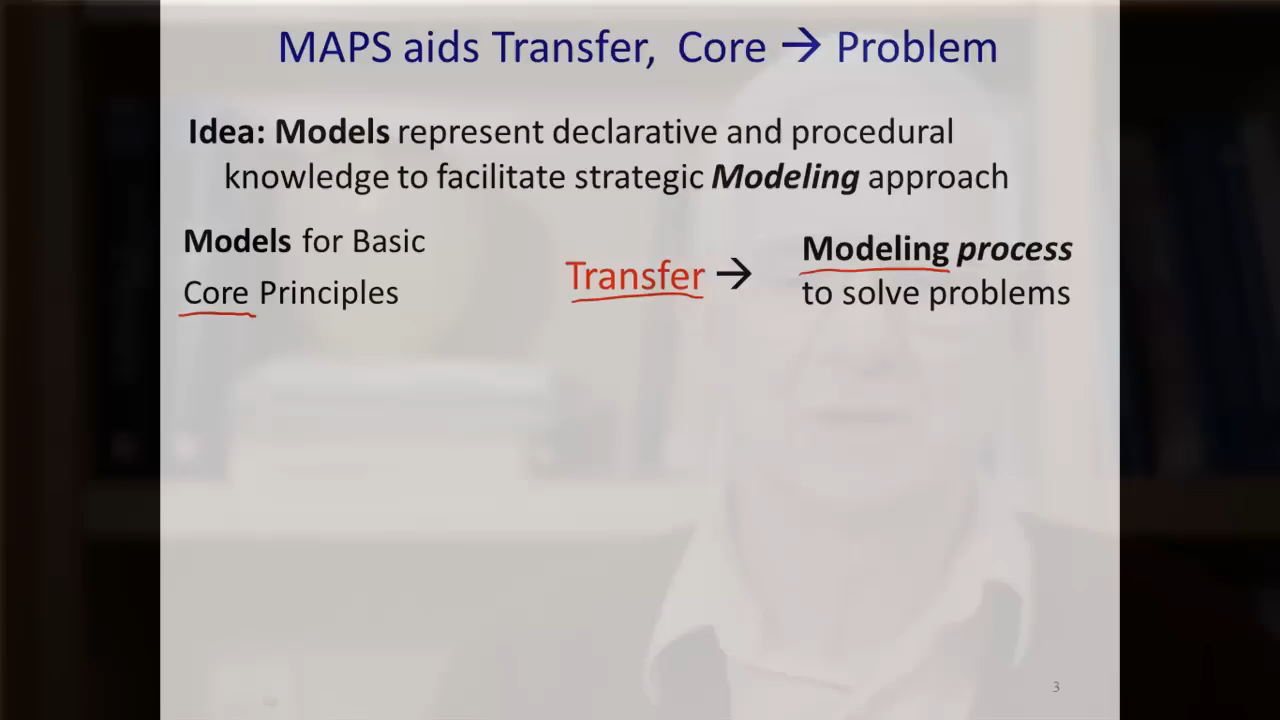 MAPS aids Transfer, Core → Problem
Idea: Models represent declarative and procedural
knowledge to facilitate strategic Modeling approach
Models for Basic
Core Principles
Transfer →
Modeling process
to solve problems
3